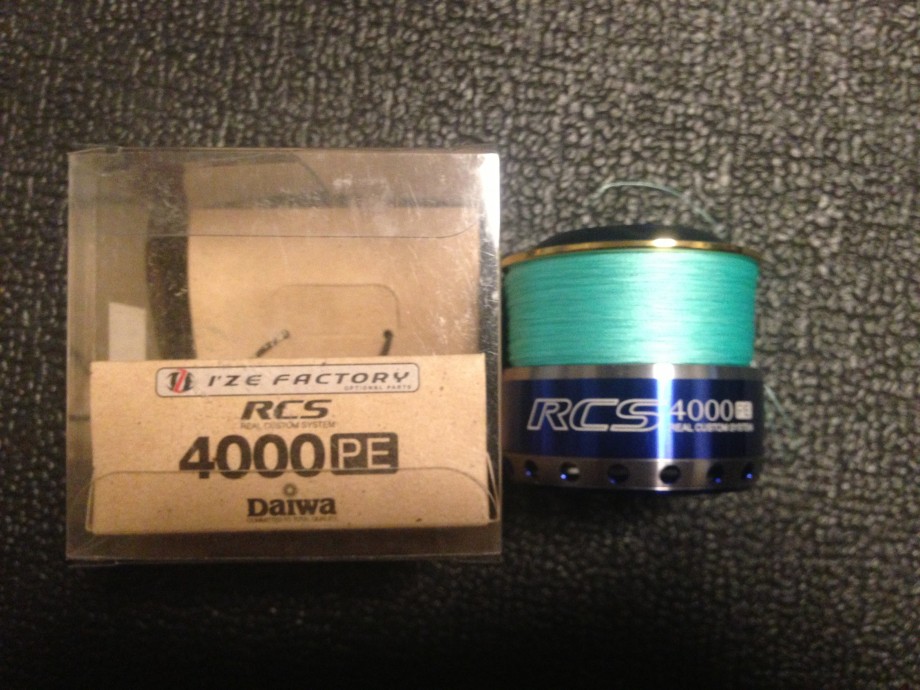 I'ZE FACTORY
OPTIONAL PARTS
RCS
REAL CUSTOM SYSTEM
4000 PE
Daiwa
RCS 4000 PE
REAL CUSTOM SYSTEM